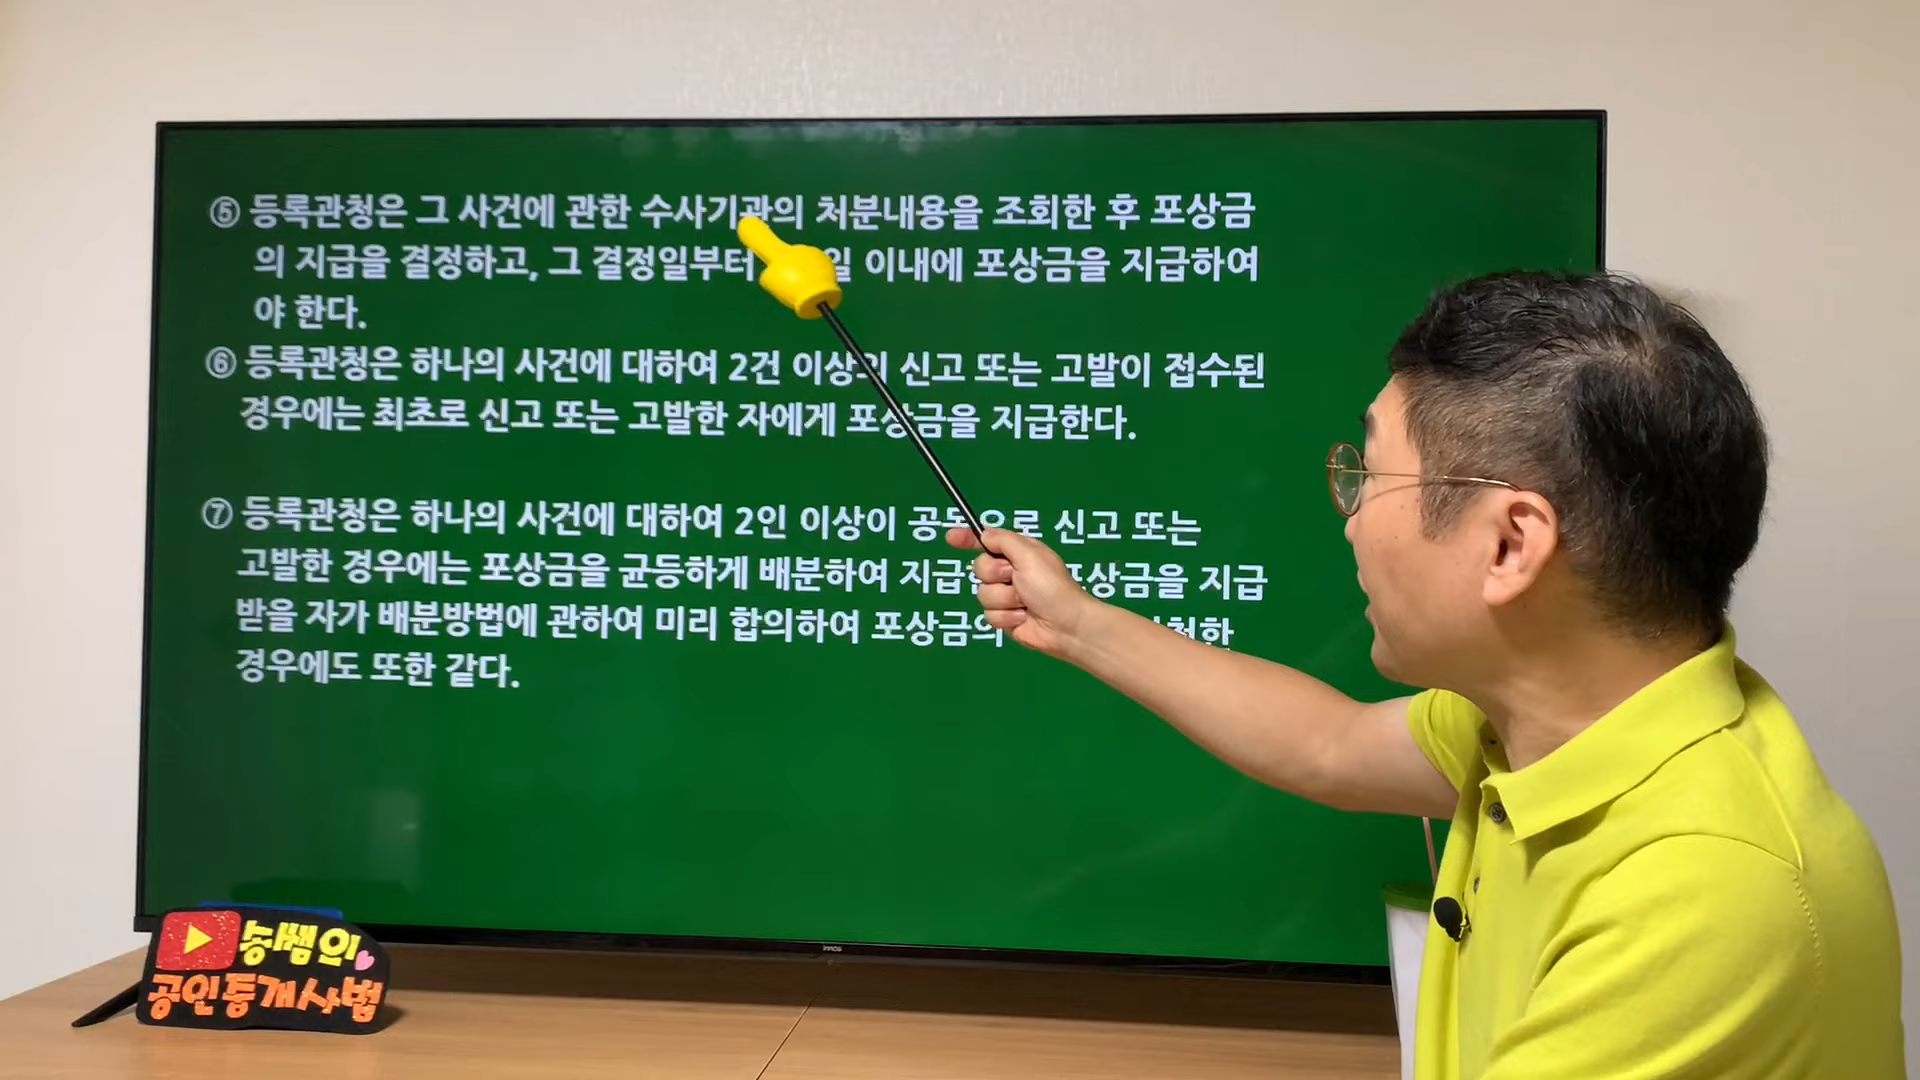 ⑤ 등록관청은 그 사건에 관한 수사기관의 처분내용을 조회한 후 포상금
의 지급을 결정하고, 그 결정일부터 일 이내에 포상금을 지급하여
야 한다.
⑥ 등록관청은 하나의 사건에 대하여 2건 이상의 신고 또는 고발이 접수된
경우에는 최초로 신고 또는 고발한 자에게 포상금을 지급한다.
⑦ 등록관청은 하나의 사건에 대하여 2인 이상이 공동으로 신고 또는
고발한 경우에는 포상금을 균등하게 배분하여 포상금을 지급
받을 자가 배분방법에 관하여 미리 합의하여 포상금의
경우에도 또한 같다.
innos
쌤의
공인중개사법